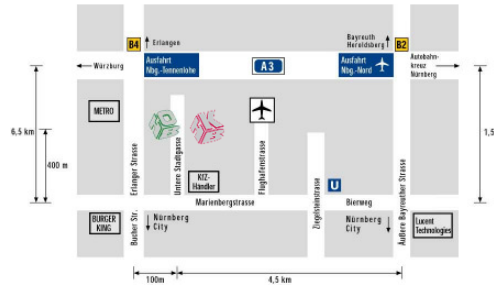 B4
Erlangen
Bayreuth
Heroldsberg
B2
Würzburg
Ausfahrt
Nbg.-Tennenlohe
A3
Ausfahrt
Nbg.-Nord
Autobahn-
kreuz
Nürnberg
METRO
6,5 km
1,5
400 m
Erlanger Straße
Untere Stadtgasse
KfZ-
Händler
Flughafenstrasse
Ziegelsteinstrasse
U
Äußere Bayreuther Strasse
Marienbergstrasse
Bierweg
BURGER
KING
Bucher Str.
Nürnberg
City
Nürnberg
City
Lucent
Technologies
100m
4,5 km